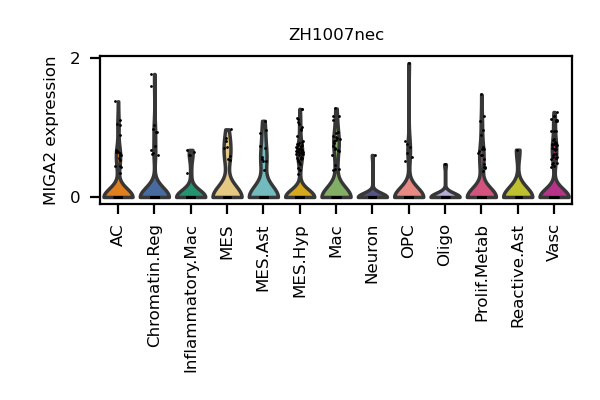 ZH1007nec
MIGA2 expression
2
0
AC
Chromatin.Reg
Inflammatory.Mac
MES
MES.Ast
MES.Hyp
Mac
Neuron
OPC
Oligo
Prolif.Metab
Reactive.Ast
Vasc